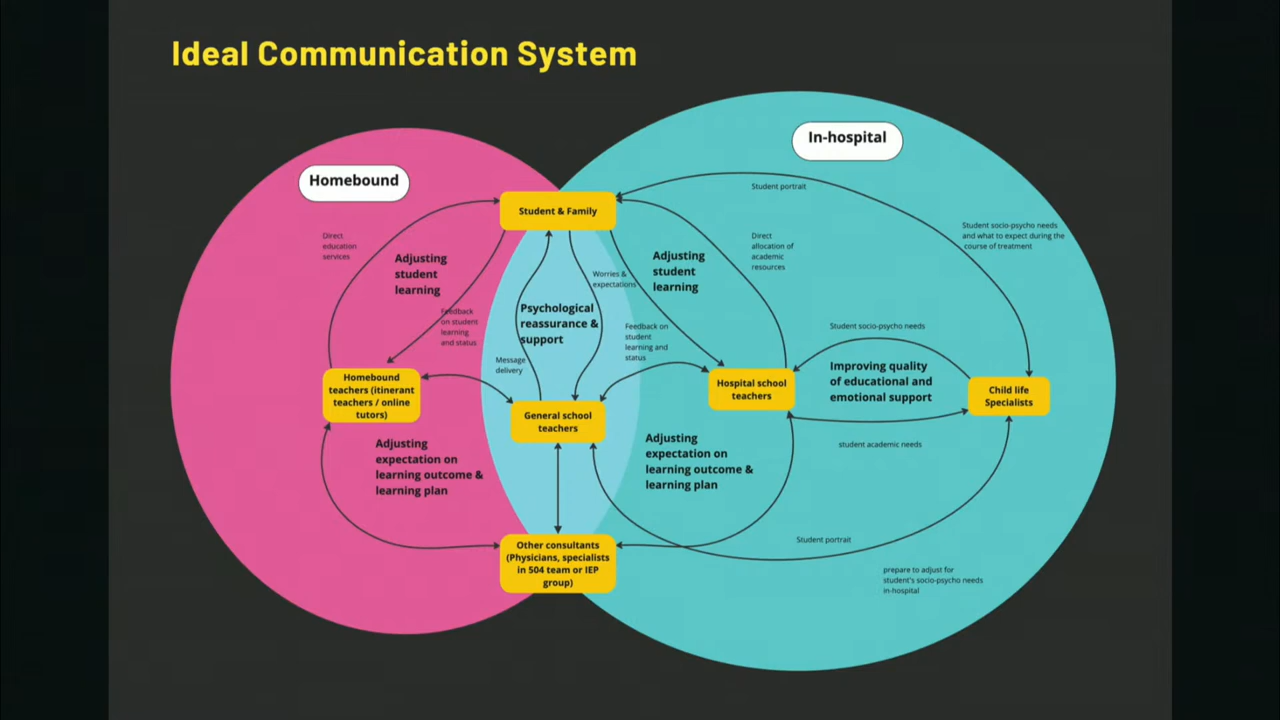 Ideal Communication System
In-hospital
Homebound
Student portrait
Student & Family
Student socio-psycho needs
and what to expect during the
course of treatment
Direct
education
services
Direct
allocation of
academic
resources
Adjusting
student
learning
Adjusting
student
learning
Worries &
expectations
Psychological
reassurance &
support
Feedback
on student
learning
and status
Feedback on
student
learning and
status
Student socio-psycho needs
Message
delivery
Improving quality
of educational and
emotional support
Homebound
teachers (itinerant
teachers / online
tutors)
Hospital school
teachers
Child life
Specialists
General school
teachers
student academic needs
Adjusting
expectation on
learning outcome &
learning plan
Adjusting
expectation on
learning outcome &
learning plan
Other consultants
(Physicians, specialists
in 504 team or IEP
group)
Student portrait
prepare to adjust for
student's socio-psycho needs
in-hospital